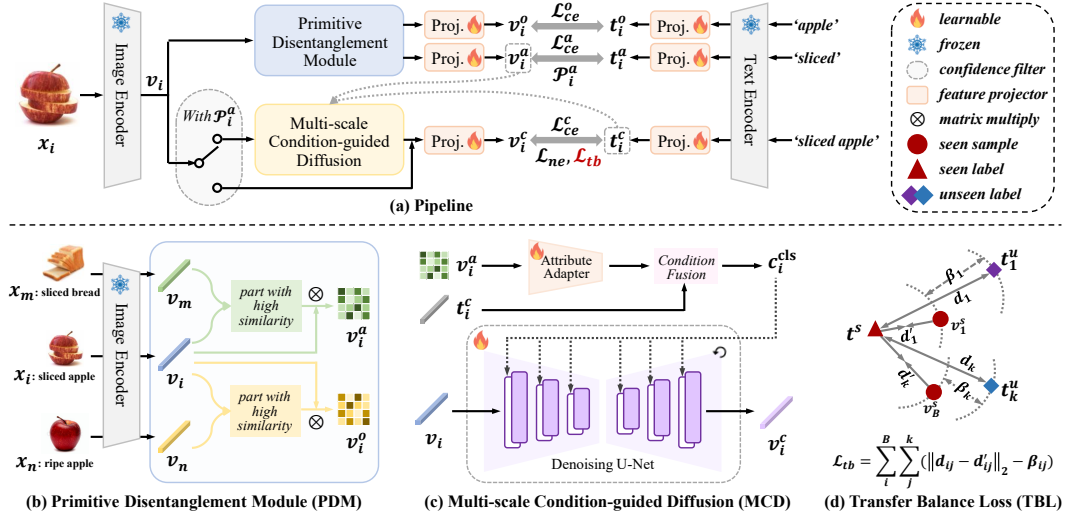 x_i
Image Encoder
v_i
With P_i^a
Primitive
Disentanglement
Module
Multi-scale
Condition-guided
Diffusion
Proj.
v_i^o
L_ce^o
t_i^o
Proj.
'apple'
Proj.
v_i^a
L_ce^a
P_i^a
t_i^a
Proj.
'sliced'
Proj.
v_i^c
L_ce^c
L_ne, L_tb
t_i^c
Proj.
'sliced apple'
Text Encoder
(a) Pipeline
learnable
frozen
confidence filter
feature projector
matrix multiply
seen sample
seen label
unseen label
x_m: sliced bread
x_i: sliced apple
x_n: ripe apple
Image Encoder
v_m
v_i
v_n
part with
high
similarity
part with
high
similarity
v_i^a
v_i^o
(b) Primitive Disentanglement Module (PDM)
v_i^a
Attribute
Adapter
Condition
Fusion
c_i^cls
t_i^c
v_i
v_i^c
Denoising U-Net
(c) Multi-scale Condition-guided Diffusion (MCD)
t_1^u
β_1
d_1
t^s
d'_1
v_1^s
d_k
d'_k
β_k
t_k^u
v_B^s
L_tb = ∑_i^B ∑_j^k (‖d_ij − d'_ij‖_2 − β_ij)
(d) Transfer Balance Loss (TBL)